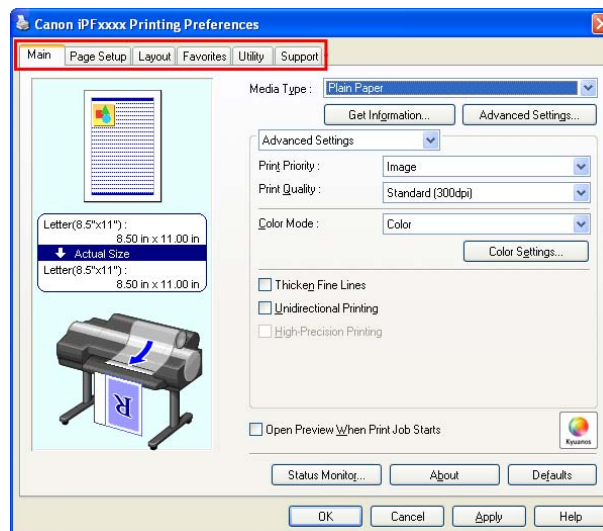 Canon iPFxxxx Printing Preferences
Main Page Setup Layout Favorites Utility Support
Media Type : Plain Paper
Get Information... Advanced Settings...
Advanced Settings
Print Priority : Image
Print Quality : Standard (300dpi)
Color Mode : Color
Color Settings...
Thicken Fine Lines
Unidirectional Printing
High-Precision Printing
Letter(8.5"x11") :
8.50 in x 11.00 in
Actual Size
Letter(8.5"x11") :
8.50 in x 11.00 in
R
Open Preview When Print Job Starts
Kyuanos
Status Monitor... About Defaults
OK Cancel Apply Help